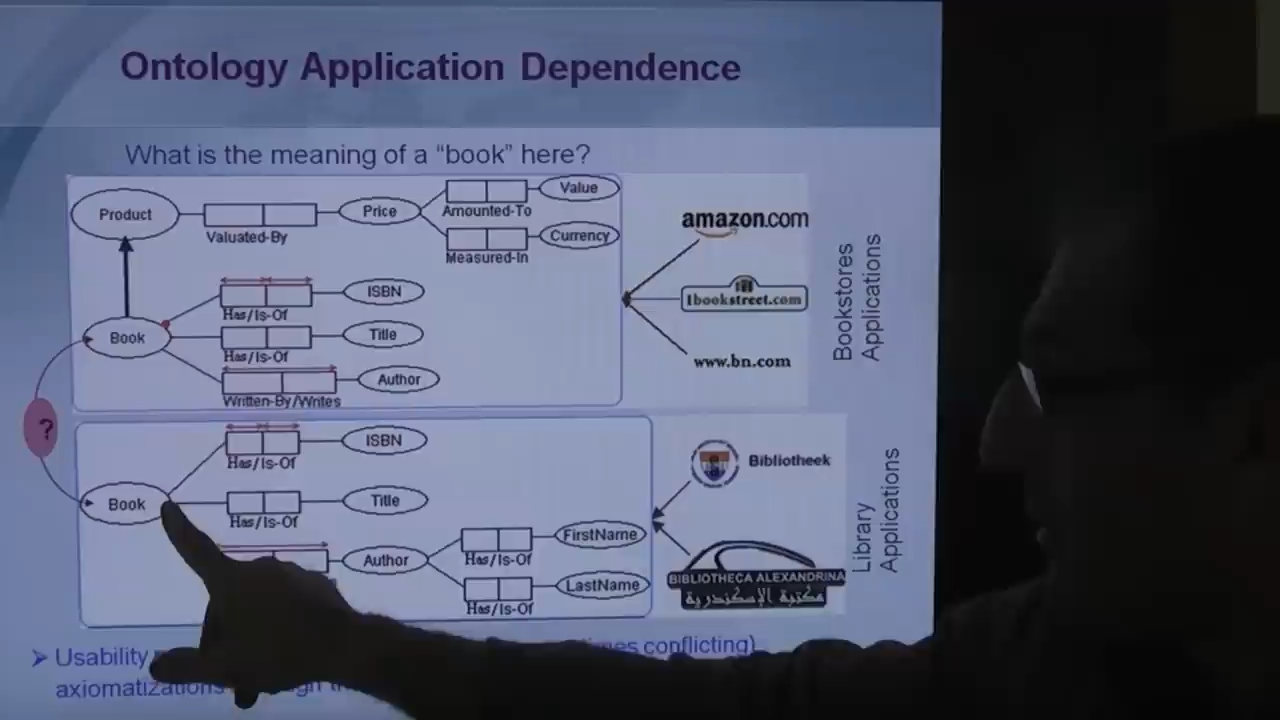 Ontology Application Dependence
What is the meaning of a “book” here?
Product
Valuated-By
Price
Amounted-To
Value
Measured-In
Currency
Book
Has/Is-Of
ISBN
Has/Is-Of
Title
Written-By/Writes
Author
amazon.com
1bookstreet.com
www.bn.com
Bookstores
Applications
?
Book
Has/Is-Of
ISBN
Has/Is-Of
Title
Author
Has/Is-Of
FirstName
Has/Is-Of
LastName
Bibliotheek
BIBLIOTHECA ALEXANDRINA
مكتبة الإسكندرية
Library
Applications
Usability conflicting)
axiomatizations